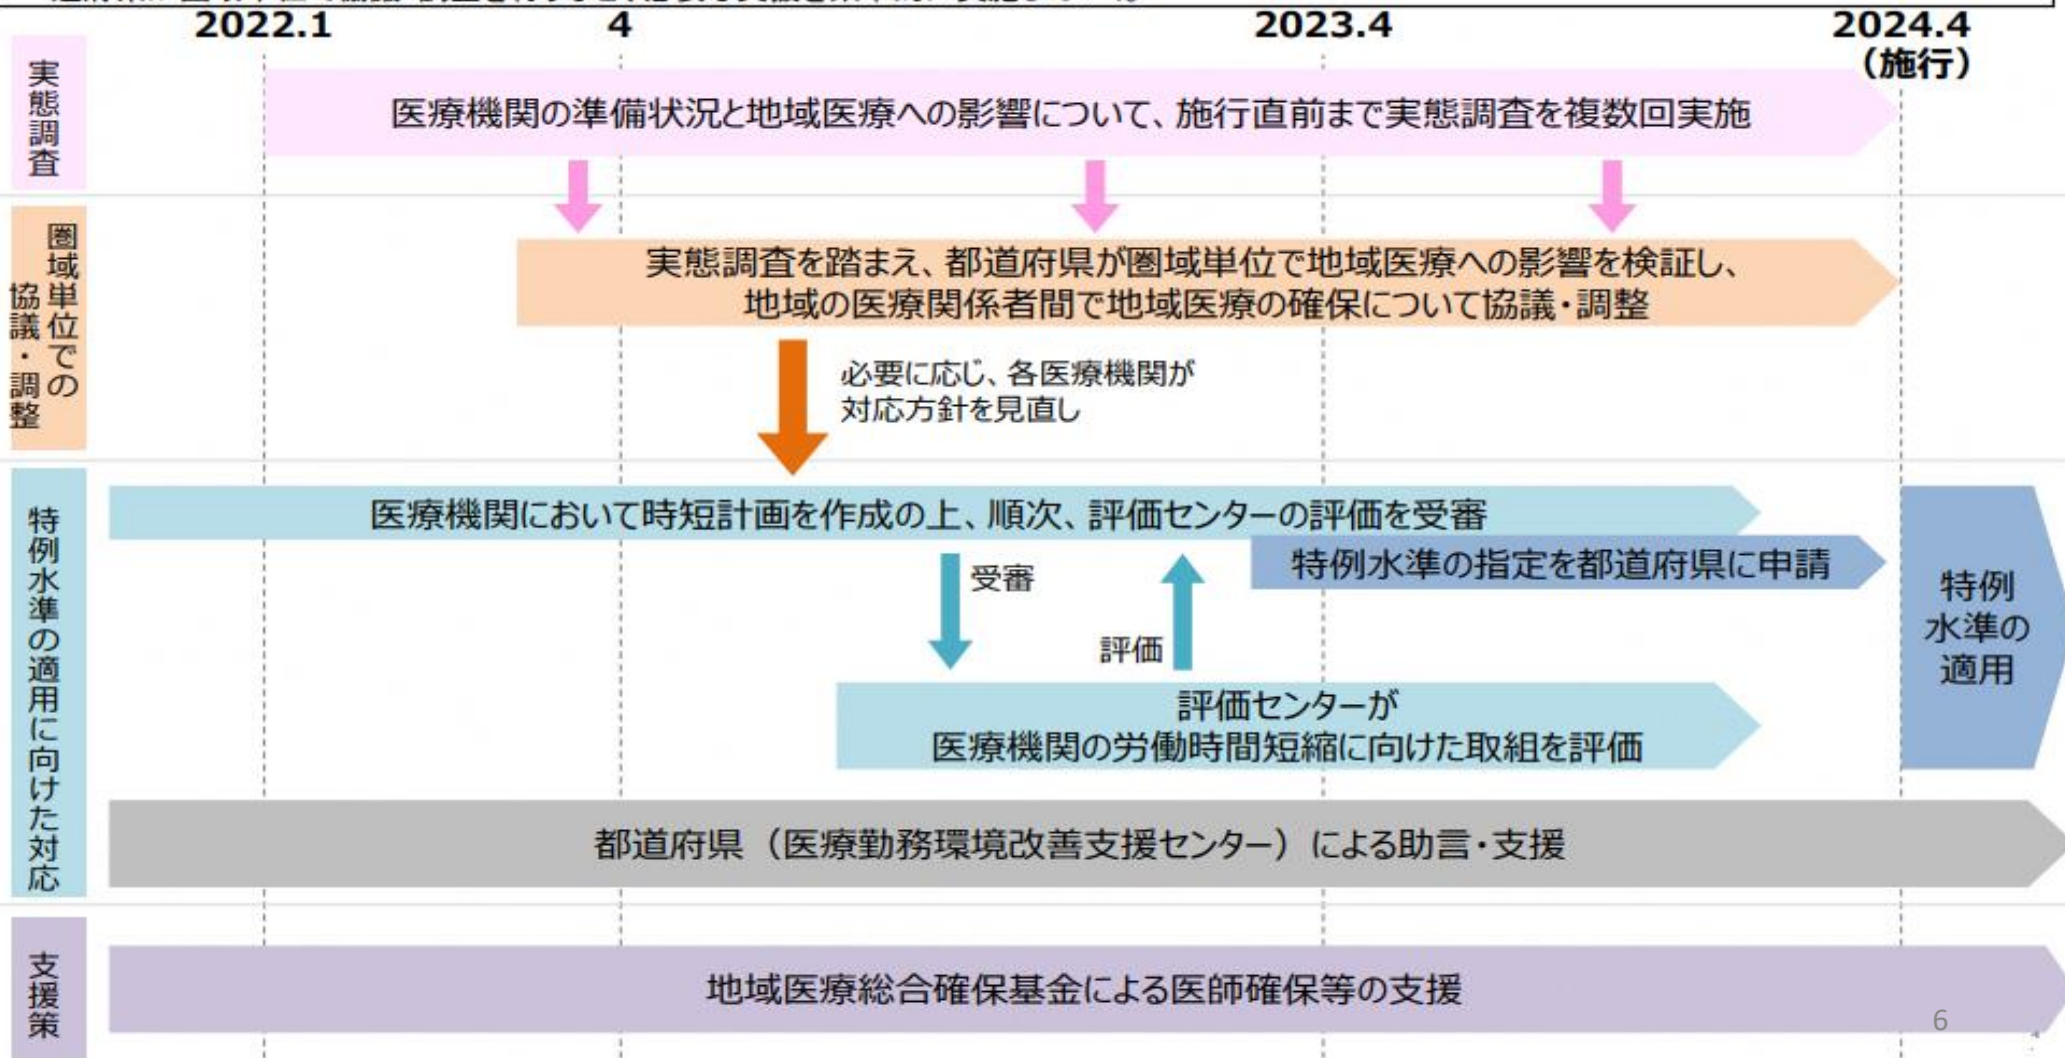 2022.1
4
2023.4
2024.4
（施行）
実態調査
医療機関の準備状況と地域医療への影響について、施行直前まで実態調査を複数回実施
圏域単位での
協議・調整
実態調査を踏まえ、都道府県が圏域単位で地域医療への影響を検証し、
地域の医療関係者間で地域医療の確保について協議・調整
必要に応じ、各医療機関が
対応方針を見直し
特例水準の適用に向けた対応
医療機関において時短計画を作成の上、順次、評価センターの評価を受審
特例水準の指定を都道府県に申請
受審
評価
特例
水準の
適用
評価センターが
医療機関の労働時間短縮に向けた取組を評価
都道府県（医療勤務環境改善支援センター）による助言・支援
支援策
地域医療総合確保基金による医師確保等の支援
6